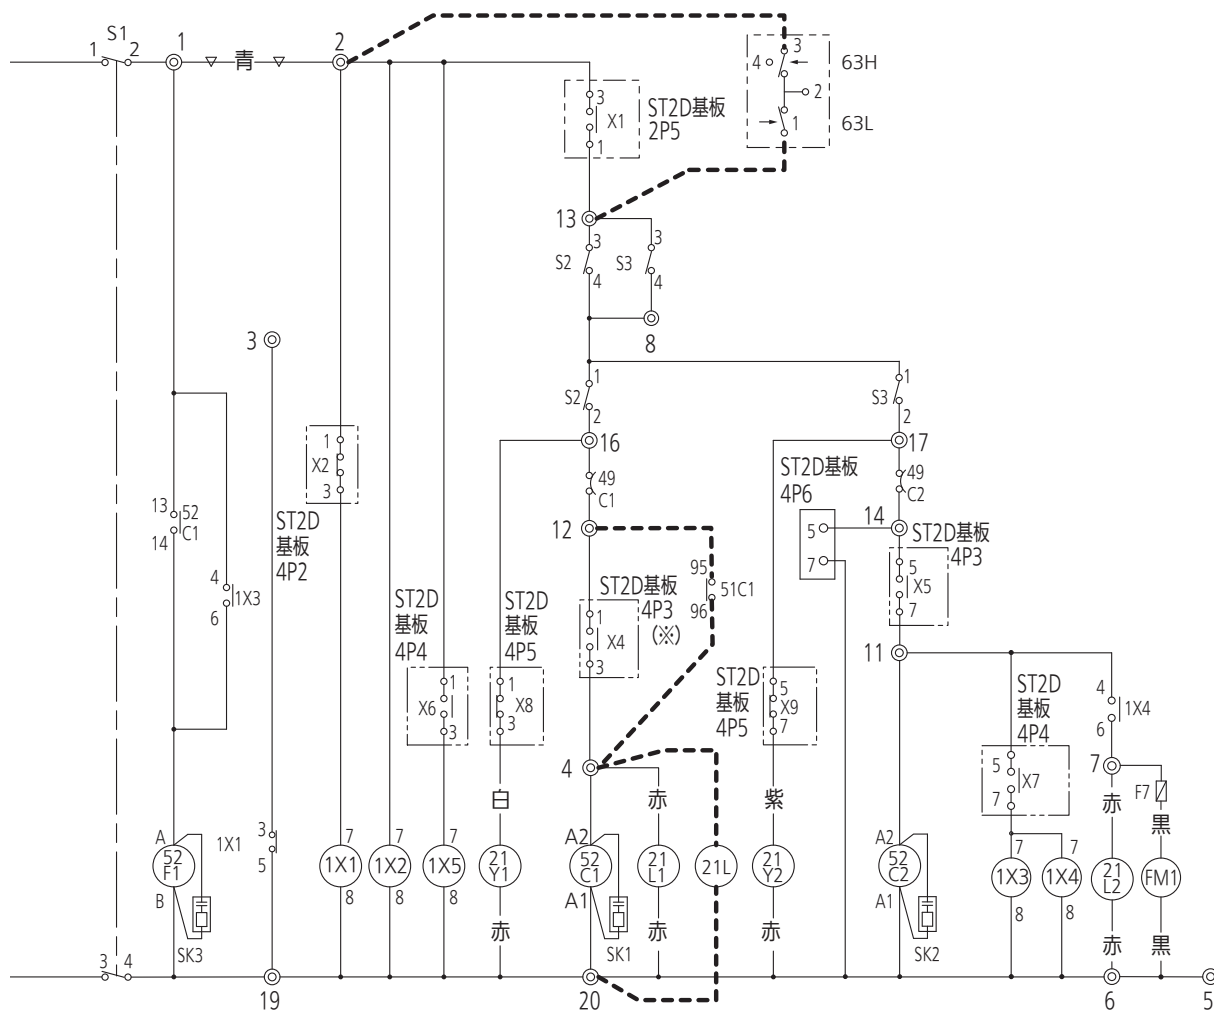 S1
1 2
1
青
2
3
4
2
1
63H
63L
3
X1
1
ST2D基板
2P5
13
3
S2
4
3
S3
4
8
3
1
S2
2
1
S3
2
16
17
49
C1
49
C2
1
X2
3
ST2D
基板
4P2
13
14
52
C1
4
6
1X3
12
14
ST2D基板
4P6
5
7
ST2D基板
4P3
5
X5
7
ST2D基板
4P3
(※)
1
X4
3
95
96
51C1
ST2D
基板
4P4
1
X6
3
ST2D
基板
4P5
1
X8
3
ST2D
基板
4P5
5
X9
7
11
ST2D
基板
4P4
5
X7
7
4
6
1X4
4
7
F7
白
赤
紫
赤
黒
A
52
F1
B
SK3
1X1
3
5
7
1X1
8
7
1X2
8
7
1X5
8
21
Y1
A2
52
C1
A1
SK1
21
L1
21L
21
Y2
A2
52
C2
A1
SK2
7
1X3
8
7
1X4
8
21
L2
FM1
赤
赤
赤
赤
黒
3 4
19
20
6
5